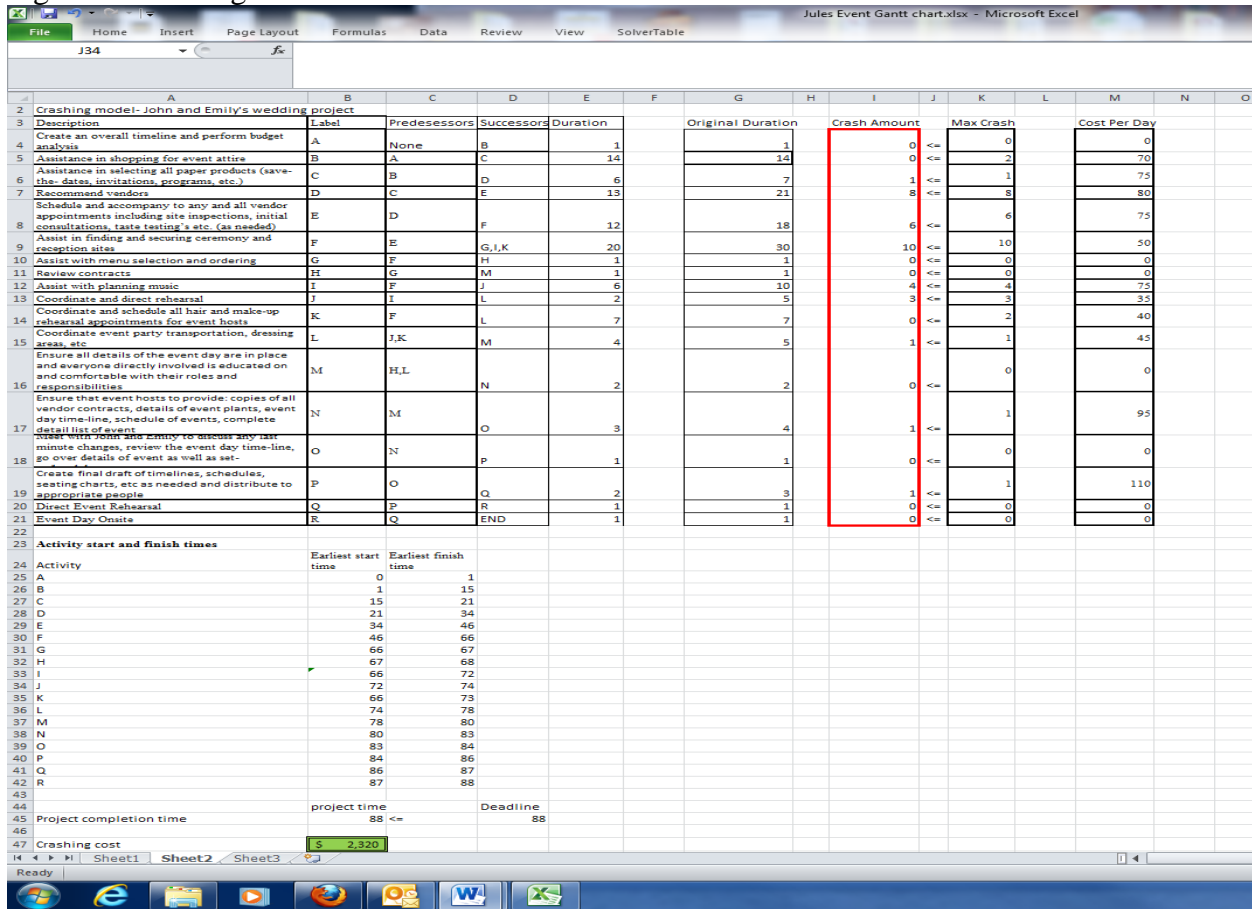 Jules Event Gantt chart.xlsx - Microsoft Excel
File Home Insert Page Layout Formulas Data Review View SolverTable
J34 fx
A B C D E F G H I J K L M N O
2 Crashing model- John and Emily's wedding project
3 Description Label Predesessors Successors Duration Original Duration Crash Amount Max Crash Cost Per Day
Create an overall timeline and perform budget
4 analysis A None B 1 1 0 <= 0 0
5 Assistance in shopping for event attire B A C 14 14 0 <= 2 70
Assistance in selecting all paper products (save-
6 the- dates, invitations, programs, etc.) C B D 6 7 1 <= 1 75
7 Recommend vendors D C E 13 21 8 <= 8 80
Schedule and accompany to any and all vendor
appointments including site inspections, initial
8 consultations, taste testing's etc. (as needed) E D F 12 18 6 <= 6 75
Assist in finding and securing ceremony and
9 reception sites F E G,I,K 20 30 10 <= 10 50
10 Assist with menu selection and ordering G F H 1 1 0 <= 0 0
11 Review contracts H G M 1 1 0 <= 0 0
12 Assist with planning music I F J 6 10 4 <= 4 75
13 Coordinate and direct rehearsal J I L 2 5 3 <= 3 35
Coordinate and schedule all hair and make-up
14 rehearsal appointments for event hosts K F L 7 7 0 <= 2 40
Coordinate event party transportation, dressing
15 areas, etc L J,K M 4 5 1 <= 1 45
Ensure all details of the event day are in place
and everyone directly involved is educated on
and comfortable with their roles and
16 responsibilities M H,L N 2 2 0 <= 0 0
Ensure that event hosts to provide: copies of all
vendor contracts, details of event plants, event
day time-line, schedule of events, complete
17 detail list of event N M O 3 4 1 <= 1 95
Meet with John and Emily to discuss any last
minute changes, review the event day time-line,
18 go over details of event as well as set- O N P 1 1 0 <= 0 0
Create final draft of timelines, schedules,
seating charts, etc as needed and distribute to
19 appropriate people P O Q 2 3 1 <= 1 110
20 Direct Event Rehearsal Q P R 1 1 0 <= 0 0
21 Event Day Onsite R Q END 1 1 0 <= 0 0
22
23 Activity start and finish times
Earliest start Earliest finish
24 Activity time time
25 A 0 1
26 B 1 15
27 C 15 21
28 D 21 34
29 E 34 46
30 F 46 66
31 G 66 67
32 H 67 68
33 I 66 72
34 J 72 74
35 K 66 73
36 L 74 78
37 M 78 80
38 N 80 83
39 O 83 84
40 P 84 86
41 Q 86 87
42 R 87 88
43
44 project time Deadline
45 Project completion time 88 <= 88
46
47 Crashing cost $ 2,320
Sheet1 Sheet2 Sheet3
Ready